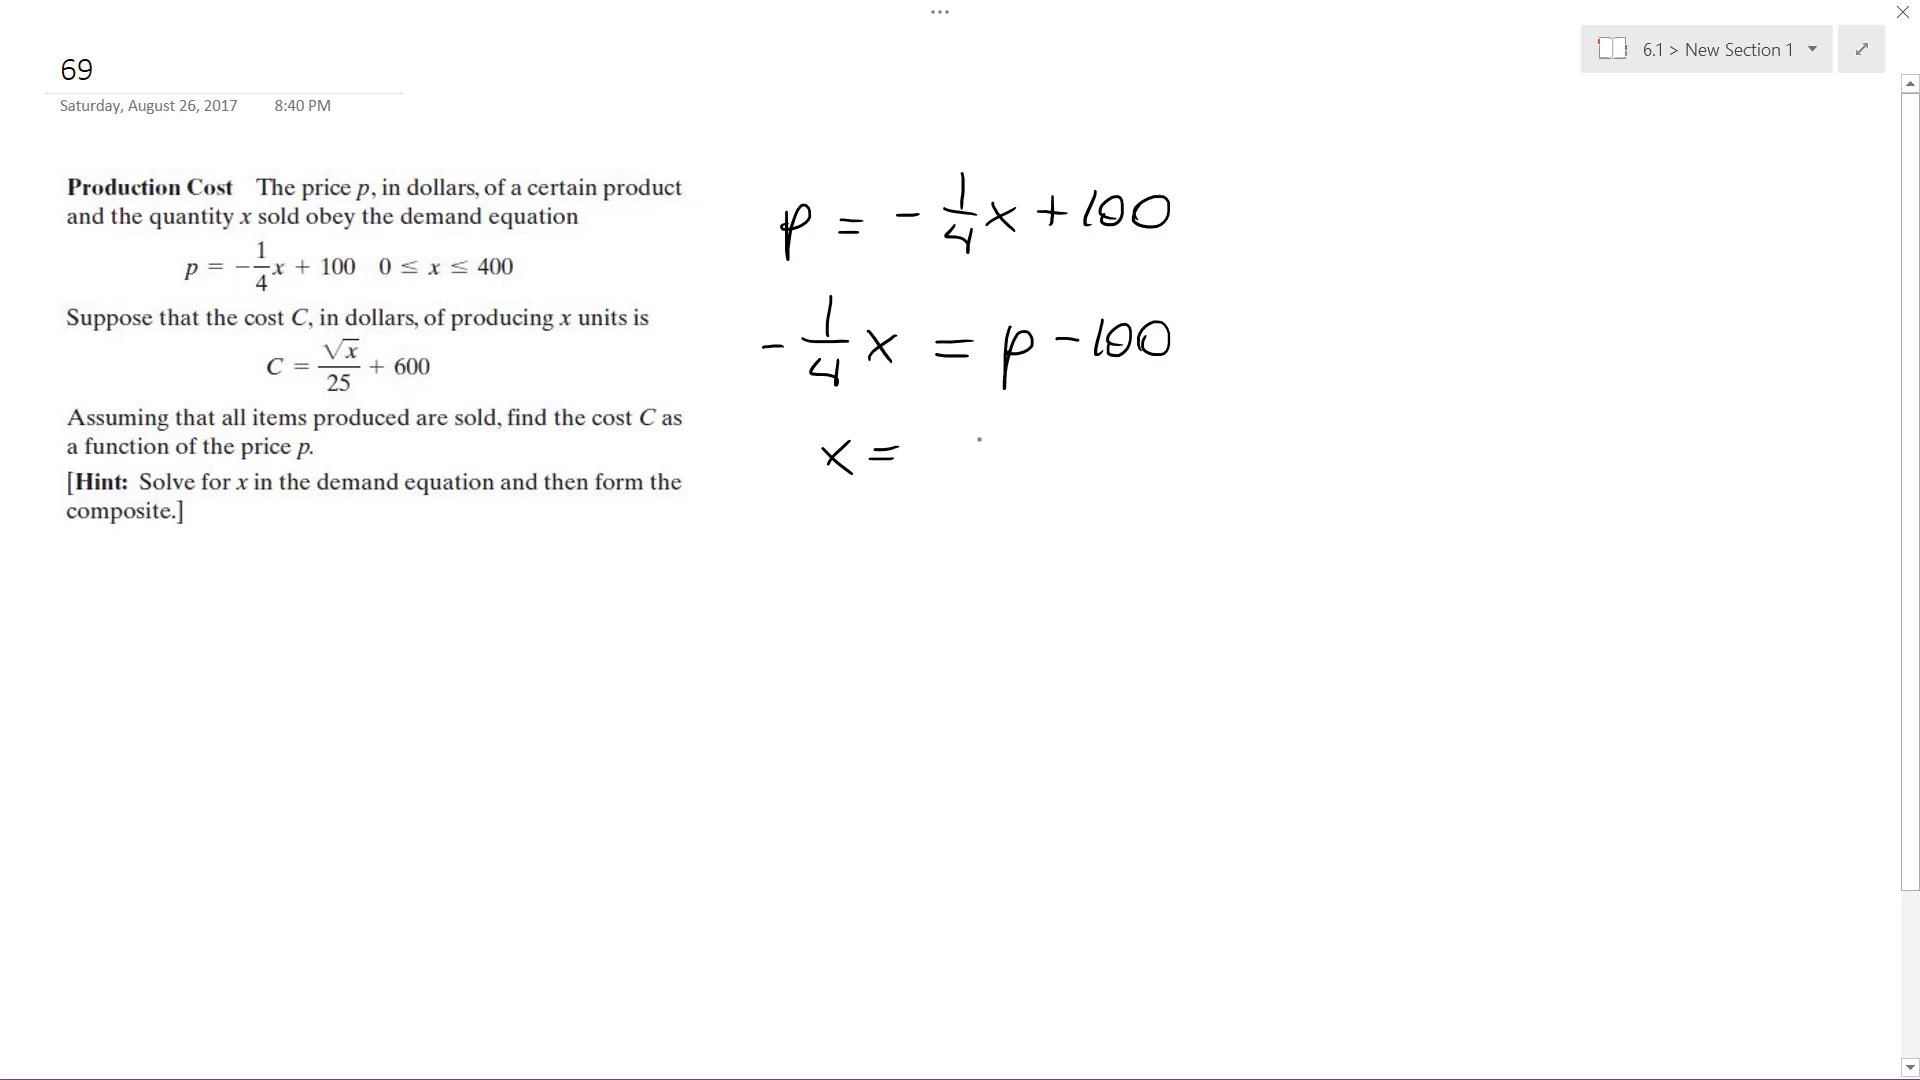 ...
6.1 > New Section 1
69
Saturday, August 26, 2017 8:40 PM
Production Cost The price p, in dollars, of a certain product
and the quantity x sold obey the demand equation
p = -1/4 x + 100 0 ≤ x ≤ 400
Suppose that the cost C, in dollars, of producing x units is
C = √x/25 + 600
Assuming that all items produced are sold, find the cost C as
a function of the price p.
[Hint: Solve for x in the demand equation and then form the
composite.]
p = - 1/4 x + 100
- 1/4 x = p - 100
x =